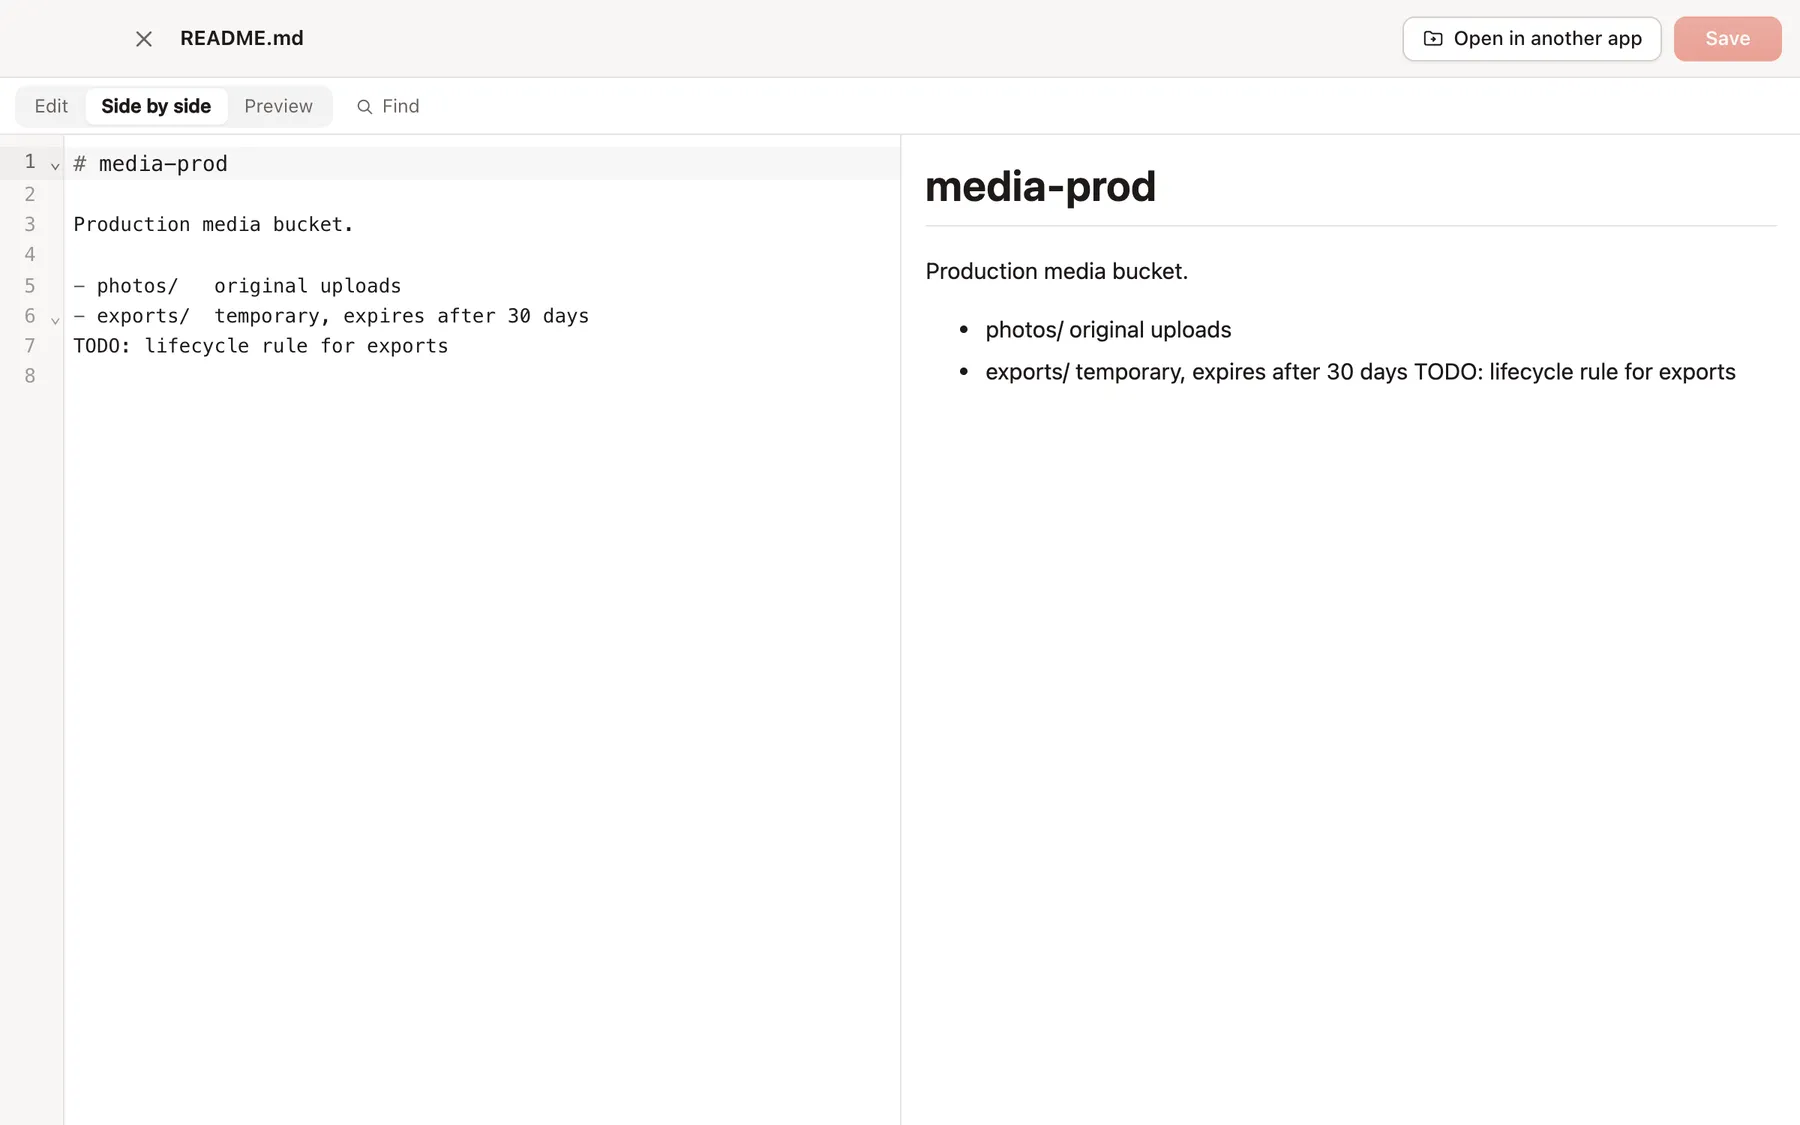 README.md
Open in another app
Save
Edit
Side by side
Preview
Find
1 # media-prod
2
3 Production media bucket.
4
5 - photos/   original uploads
6 - exports/  temporary, expires after 30 days
7 TODO: lifecycle rule for exports
8
media-prod
Production media bucket.
• photos/ original uploads
• exports/ temporary, expires after 30 days TODO: lifecycle rule for exports